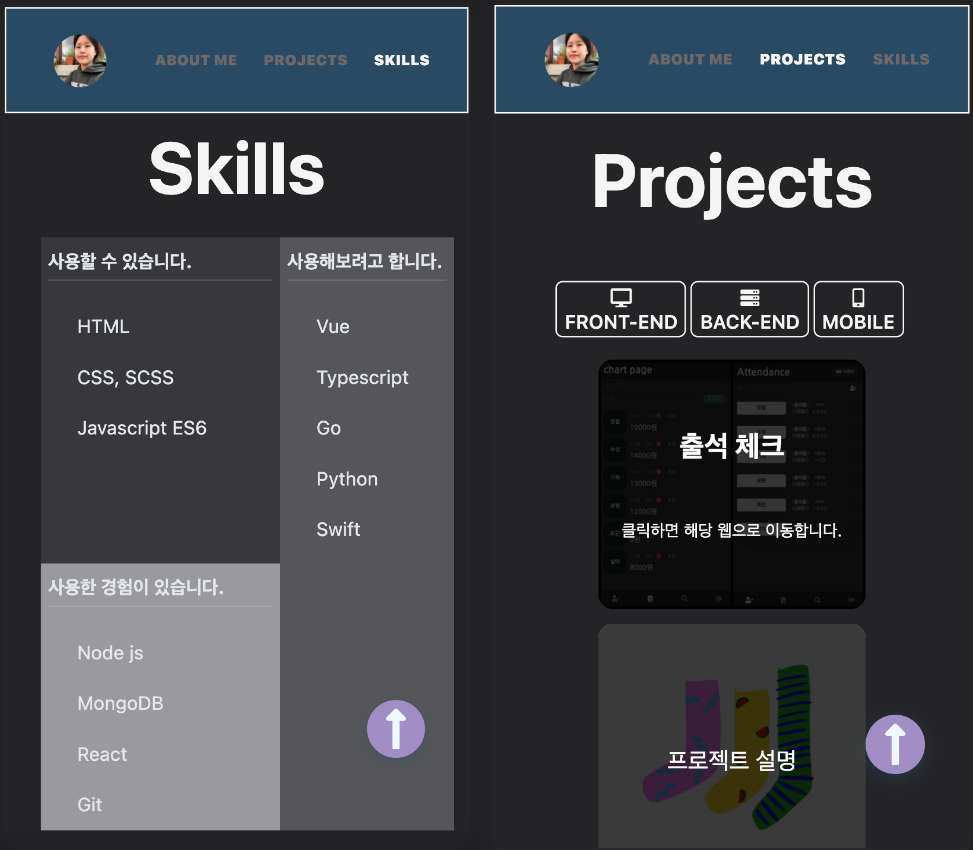 ABOUT ME PROJECTS SKILLS
Skills
사용할 수 있습니다.
HTML
CSS, SCSS
Javascript ES6
사용한 경험이 있습니다.
Node js
MongoDB
React
Git
사용해보려고 합니다.
Vue
Typescript
Go
Python
Swift
ABOUT ME PROJECTS SKILLS
Projects
FRONT-END BACK-END MOBILE
chart page
Attendance
10000원
14000원
13000원
12000원
8000원
출석 체크
클릭하면 해당 웹으로 이동합니다.
프로젝트 설명